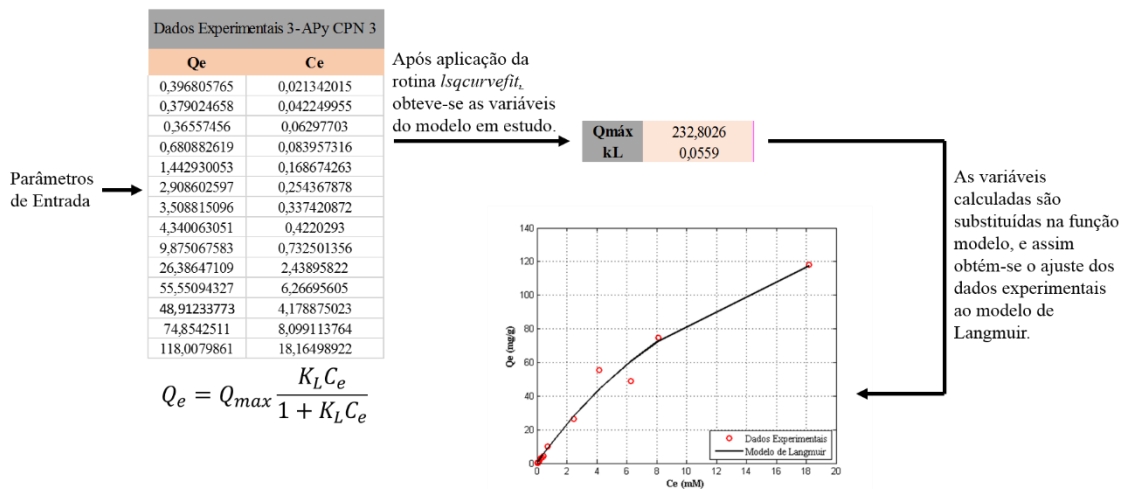 Dados Experimentais 3-APy CPN 3
Qe Ce
0,396805765 0,021342015
0,379024658 0,042249955
0,36557456 0,06297703
0,680882619 0,083957316
1,442930053 0,168674263
2,908602597 0,254367878
3,508815096 0,337420872
4,340063051 0,4220293
9,875067583 0,732501356
26,38647109 2,43895822
55,55094327 6,26695605
48,91233773 4,178875023
74,8542511 8,099113764
118,0079861 18,16498922
Parâmetros
de Entrada
Q_e = Q_{max} \frac{K_L C_e}{1 + K_L C_e}
Após aplicação da
rotina lsqcurvefit,
obteve-se as variáveis
do modelo em estudo.
Qmáx 232,8026
kL 0,0559
As variáveis
calculadas são
substituídas na função
modelo, e assim
obtém-se o ajuste dos
dados experimentais
ao modelo de
Langmuir.
140
120
100
80
60
40
20
0
Qe (mg/g)
0 2 4 6 8 10 12 14 16 18 20
Ce (mM)
Dados Experimentais
Modelo de Langmuir